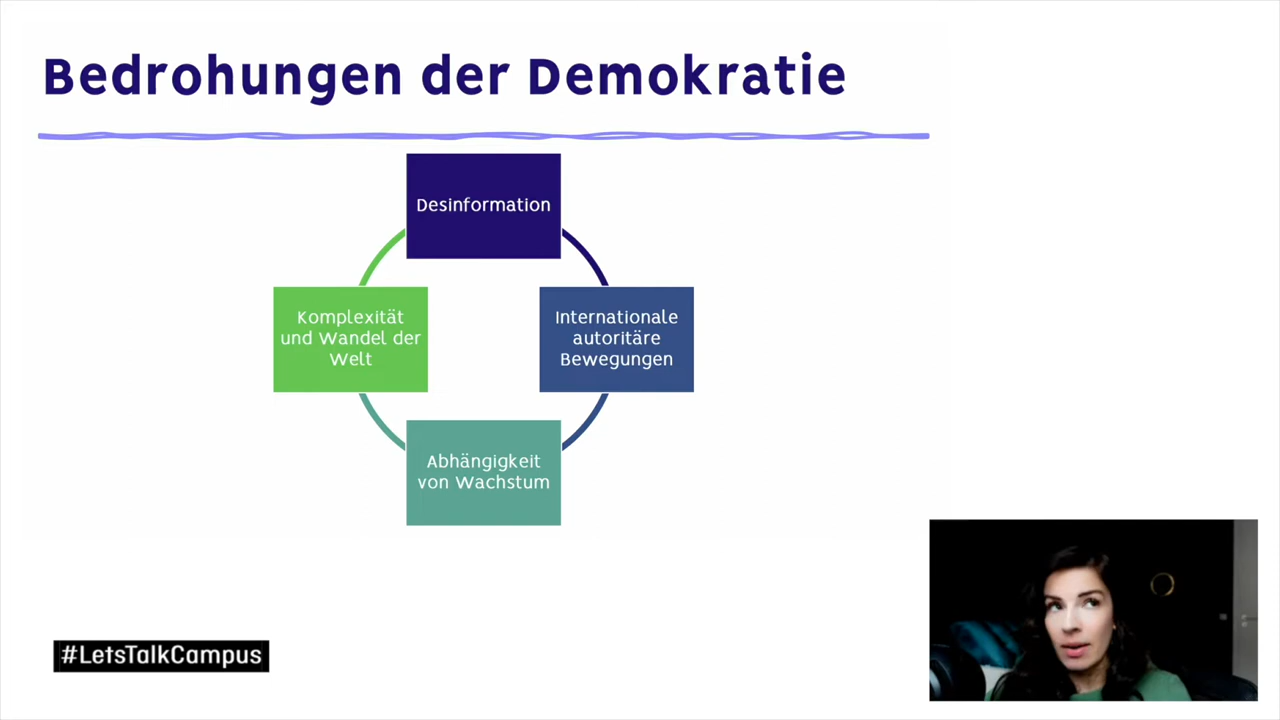 Bedrohungen der Demokratie
Desinformation
Internationale
autoritäre
Bewegungen
Abhängigkeit
von Wachstum
Komplexität
und Wandel der
Welt
#LetsTalkCampus